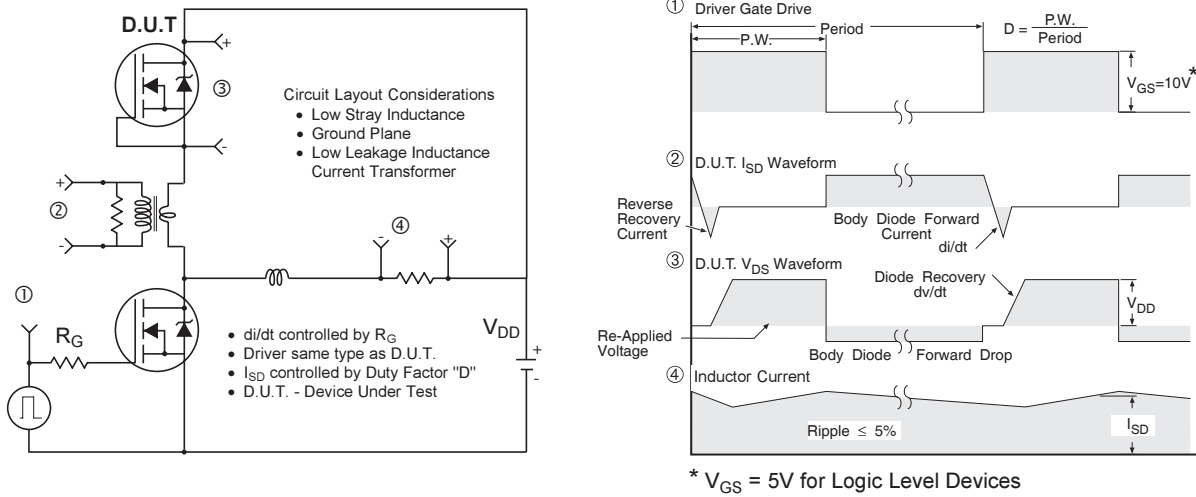 D.U.T
+
③
-
Circuit Layout Considerations
• Low Stray Inductance
• Ground Plane
• Low Leakage Inductance
Current Transformer
+
②
-
④
-
+
①
R_G
V_DD
+
-
• di/dt controlled by R_G
• Driver same type as D.U.T.
• I_SD controlled by Duty Factor "D"
• D.U.T. - Device Under Test
① Driver Gate Drive
P.W.
Period
D = P.W. / Period
V_GS=10V*
② D.U.T. I_SD Waveform
Reverse
Recovery
Current
Body Diode Forward
Current
di/dt
③ D.U.T. V_DS Waveform
Diode Recovery
dv/dt
V_DD
Re-Applied
Voltage
Body Diode Forward Drop
④ Inductor Current
Ripple ≤ 5%
I_SD
* V_GS = 5V for Logic Level Devices